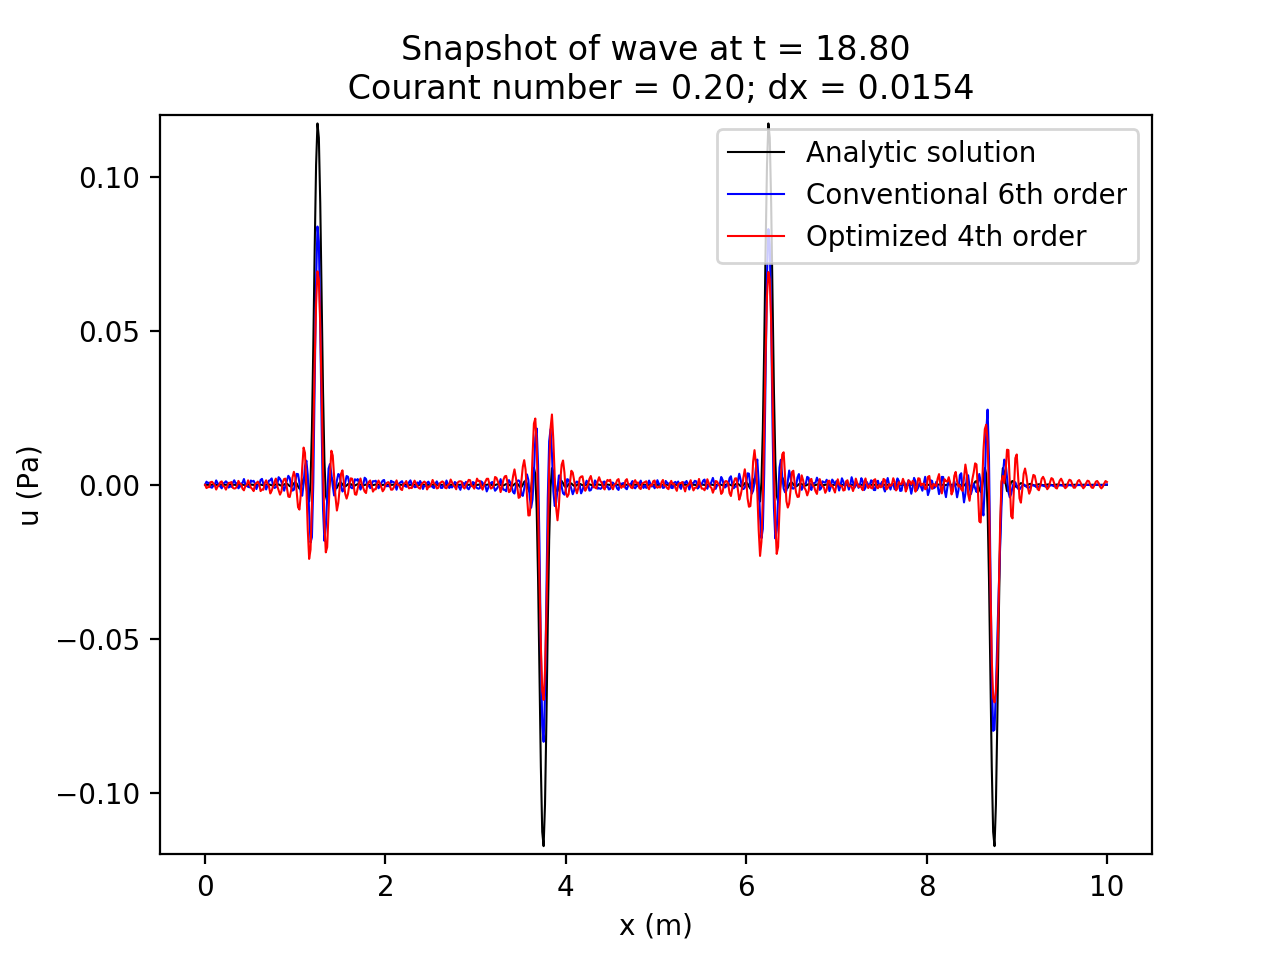 Snapshot of wave at t = 18.80
Courant number = 0.20; dx = 0.0154
Analytic solution
Conventional 6th order
Optimized 4th order
0.10
0.05
0.00
−0.05
−0.10
u (Pa)
0 2 4 6 8 10
x (m)